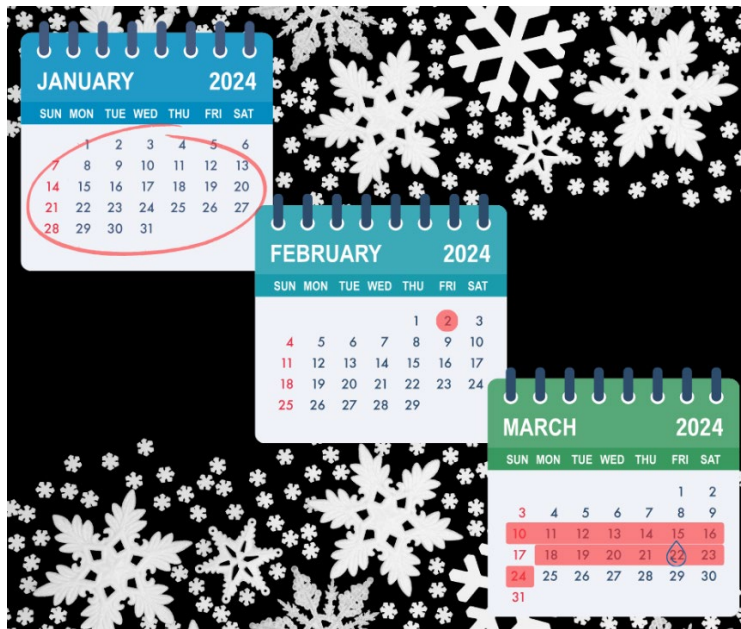 JANUARY 2024
SUN MON TUE WED THU FRI SAT
1 2 3 4 5 6
7 8 9 10 11 12 13
14 15 16 17 18 19 20
21 22 23 24 25 26 27
28 29 30 31
FEBRUARY 2024
SUN MON TUE WED THU FRI SAT
1 2 3
4 5 6 7 8 9 10
11 12 13 14 15 16 17
18 19 20 21 22 23 24
25 26 27 28 29
MARCH 2024
SUN MON TUE WED THU FRI SAT
1 2
3 4 5 6 7 8 9
10 11 12 13 14 15 16
17 18 19 20 21 22 23
24 25 26 27 28 29 30
31